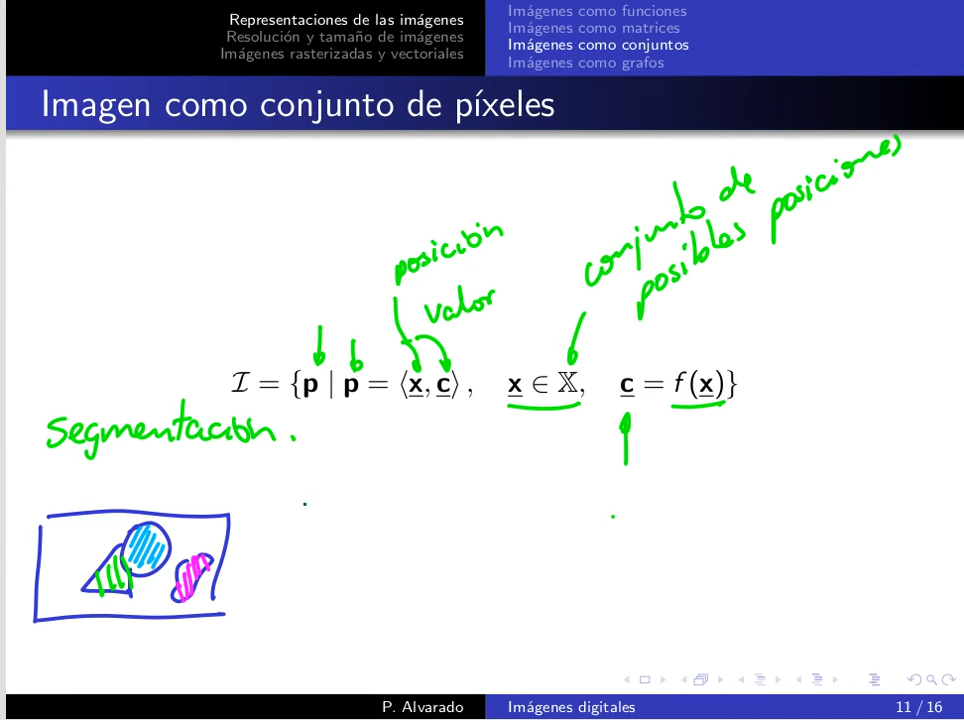 Representaciones de las imágenes
Resolución y tamaño de imágenes
Imágenes rasterizadas y vectoriales
Imágenes como funciones
Imágenes como matrices
Imágenes como conjuntos
Imágenes como grafos
Imagen como conjunto de píxeles
conjunto de
posibles posiciones
posición
valor
ℐ = {𝐩 | 𝐩 = ⟨x̲, c̲⟩ , x̲ ∈ 𝕏, c̲ = f(x̲)}
Segmentación.
P. Alvarado
Imágenes digitales
11 / 16